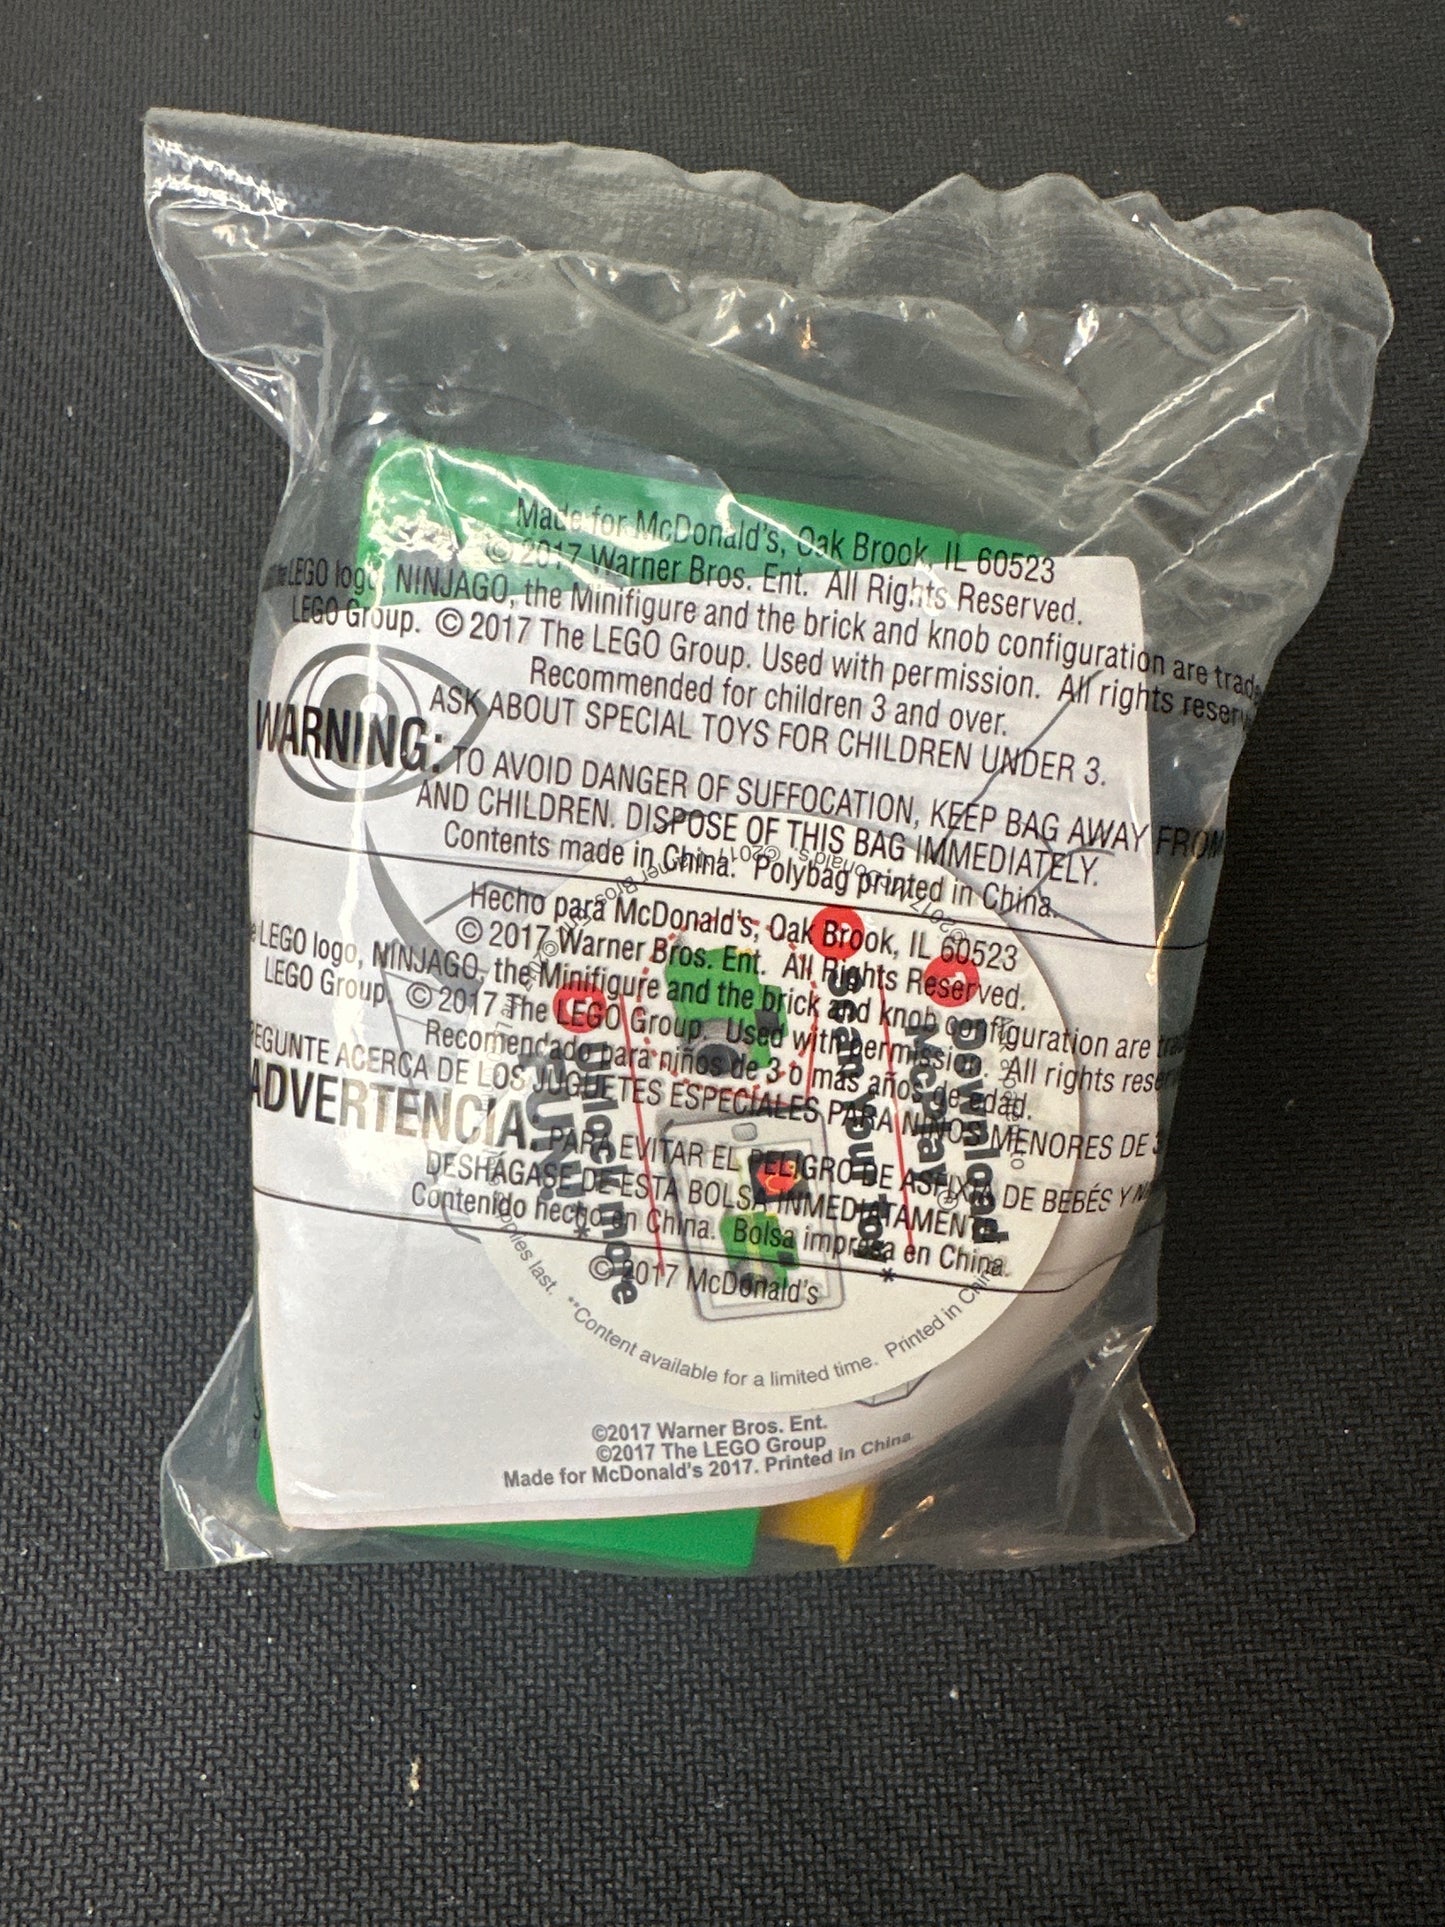 Made for McDonald's, Oak Brook, IL 60523
© 2017 Warner Bros. Ent. All Rights Reserved.
LEGO logo, NINJAGO, the Minifigure and the brick and knob configuration are
LEGO Group. © 2017 The LEGO Group. Used with permission. All rights
Recommended for children 3 and over.
ASK ABOUT SPECIAL TOYS FOR CHILDREN UNDER 3.
WARNING: TO AVOID DANGER OF SUFFOCATION, KEEP BAG AWAY FROM
AND CHILDREN. DISPOSE OF THIS BAG IMMEDIATELY.
Contents made in China. Polybag printed in China.
Hecho para McDonald's, Oak Brook, IL 60523
© 2017 Warner Bros. Ent. All Rights Reserved.
LEGO logo, NINJAGO, the Minifigure and the brick and knob configuration are
LEGO Group. © 2017 The LEGO Group. Used with permission. All rights
Recomendado para niños de 3 o más años de edad.
ACERCA DE LOS JUGUETES ESPECIALES PARA NIÑOS MENORES DE 3
ADVERTENCIA: PARA EVITAR EL PELIGRO DE ASFIXIA DE BEBÉS Y
DESHÁGASE DE ESTA BOLSA INMEDIATAMENTE.
Contenido hecho en China. Bolsa impresa en China.
© 2017 McDonald's
1
Download
McPlay
2
Scan your toy*
3
Unlock more
FUN!*
**Content available for a limited time. Printed in China
©2017 Warner Bros. Ent.
©2017 The LEGO Group
Made for McDonald's 2017. Printed in China